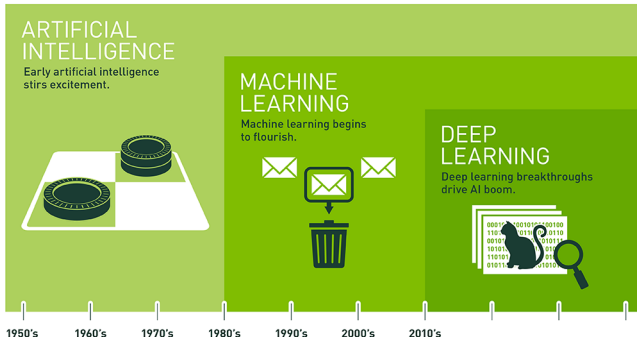 ARTIFICIAL
INTELLIGENCE
Early artificial intelligence
stirs excitement.
MACHINE
LEARNING
Machine learning begins
to flourish.
DEEP
LEARNING
Deep learning breakthroughs
drive AI boom.
1950's 1960's 1970's 1980's 1990's 2000's 2010's